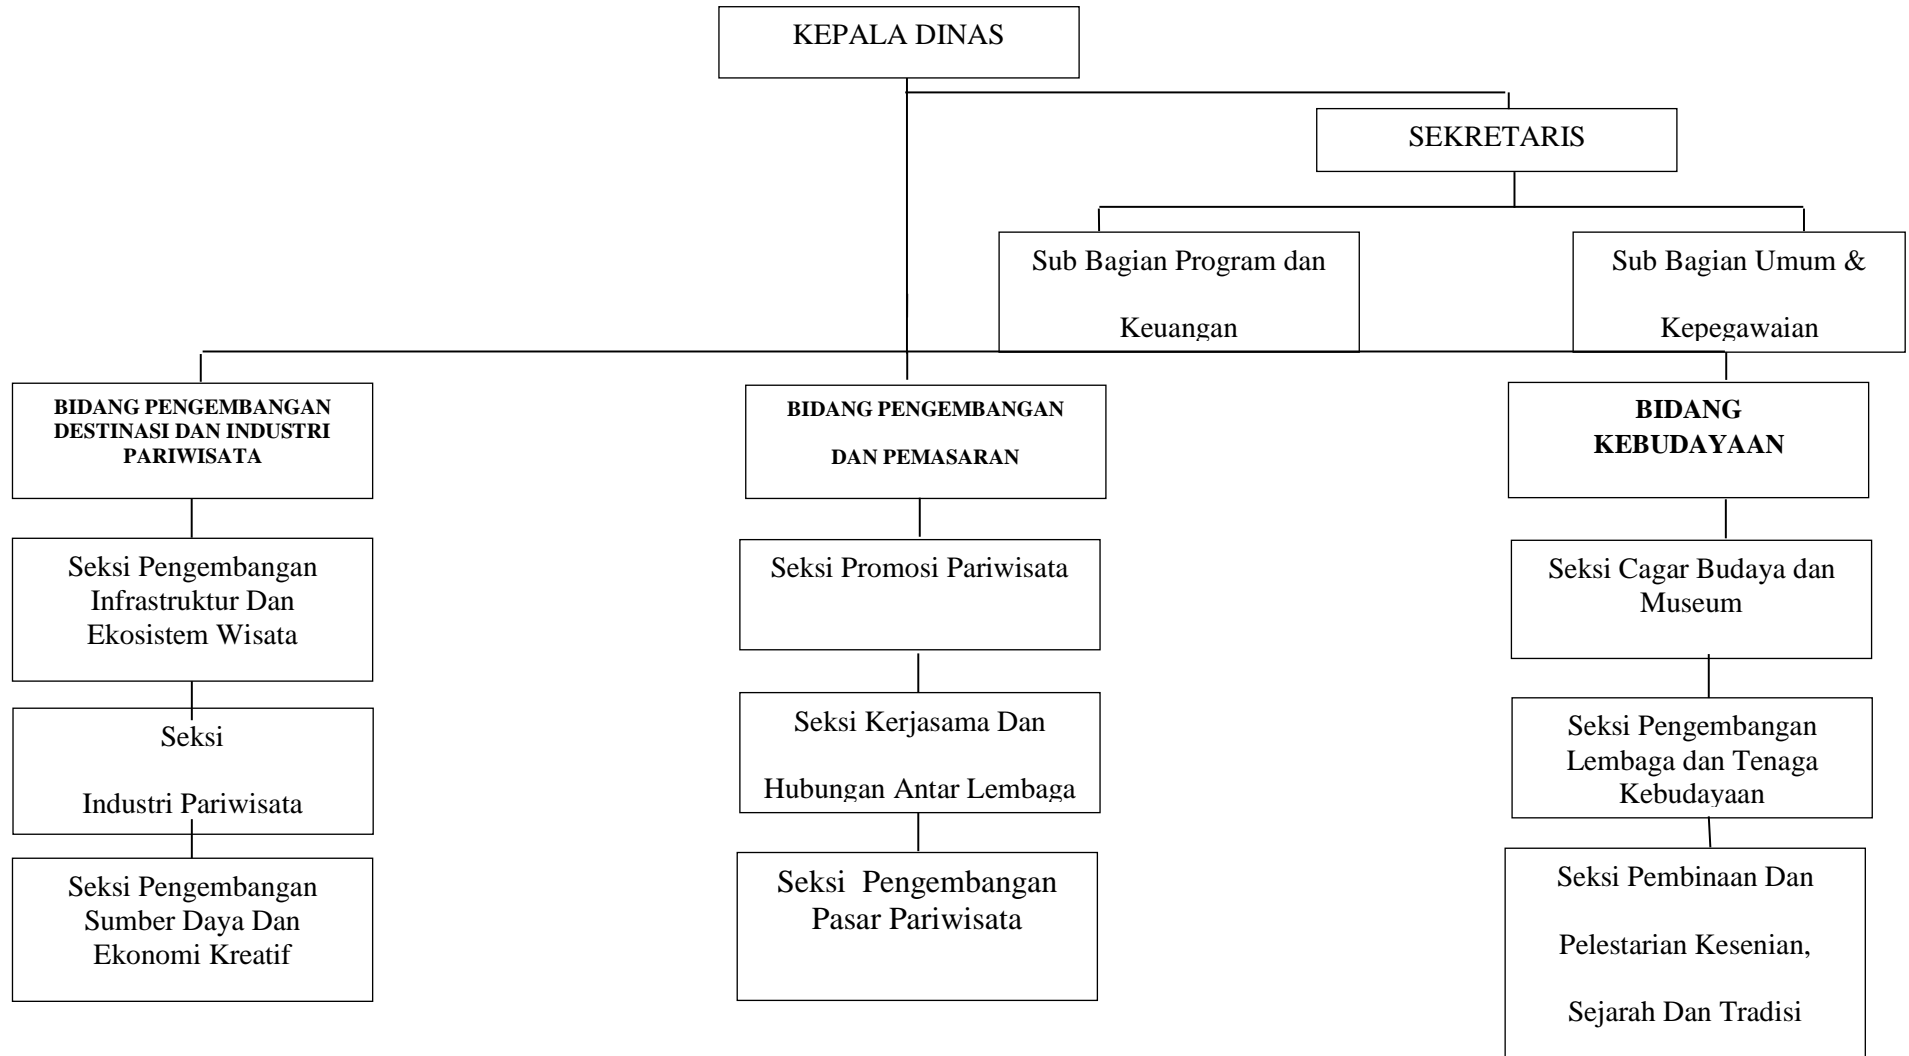 KEPALA DINAS
SEKRETARIS
Sub Bagian Program dan
Keuangan
Sub Bagian Umum &
Kepegawaian
BIDANG PENGEMBANGAN
DESTINASI DAN INDUSTRI
PARIWISATA
BIDANG PENGEMBANGAN
DAN PEMASARAN
BIDANG
KEBUDAYAAN
Seksi Pengembangan
Infrastruktur Dan
Ekosistem Wisata
Seksi Promosi Pariwisata
Seksi Cagar Budaya dan
Museum
Seksi
Industri Pariwisata
Seksi Kerjasama Dan
Hubungan Antar Lembaga
Seksi Pengembangan
Lembaga dan Tenaga
Kebudayaan
Seksi Pengembangan
Sumber Daya Dan
Ekonomi Kreatif
Seksi Pengembangan
Pasar Pariwisata
Seksi Pembinaan Dan
Pelestarian Kesenian,
Sejarah Dan Tradisi